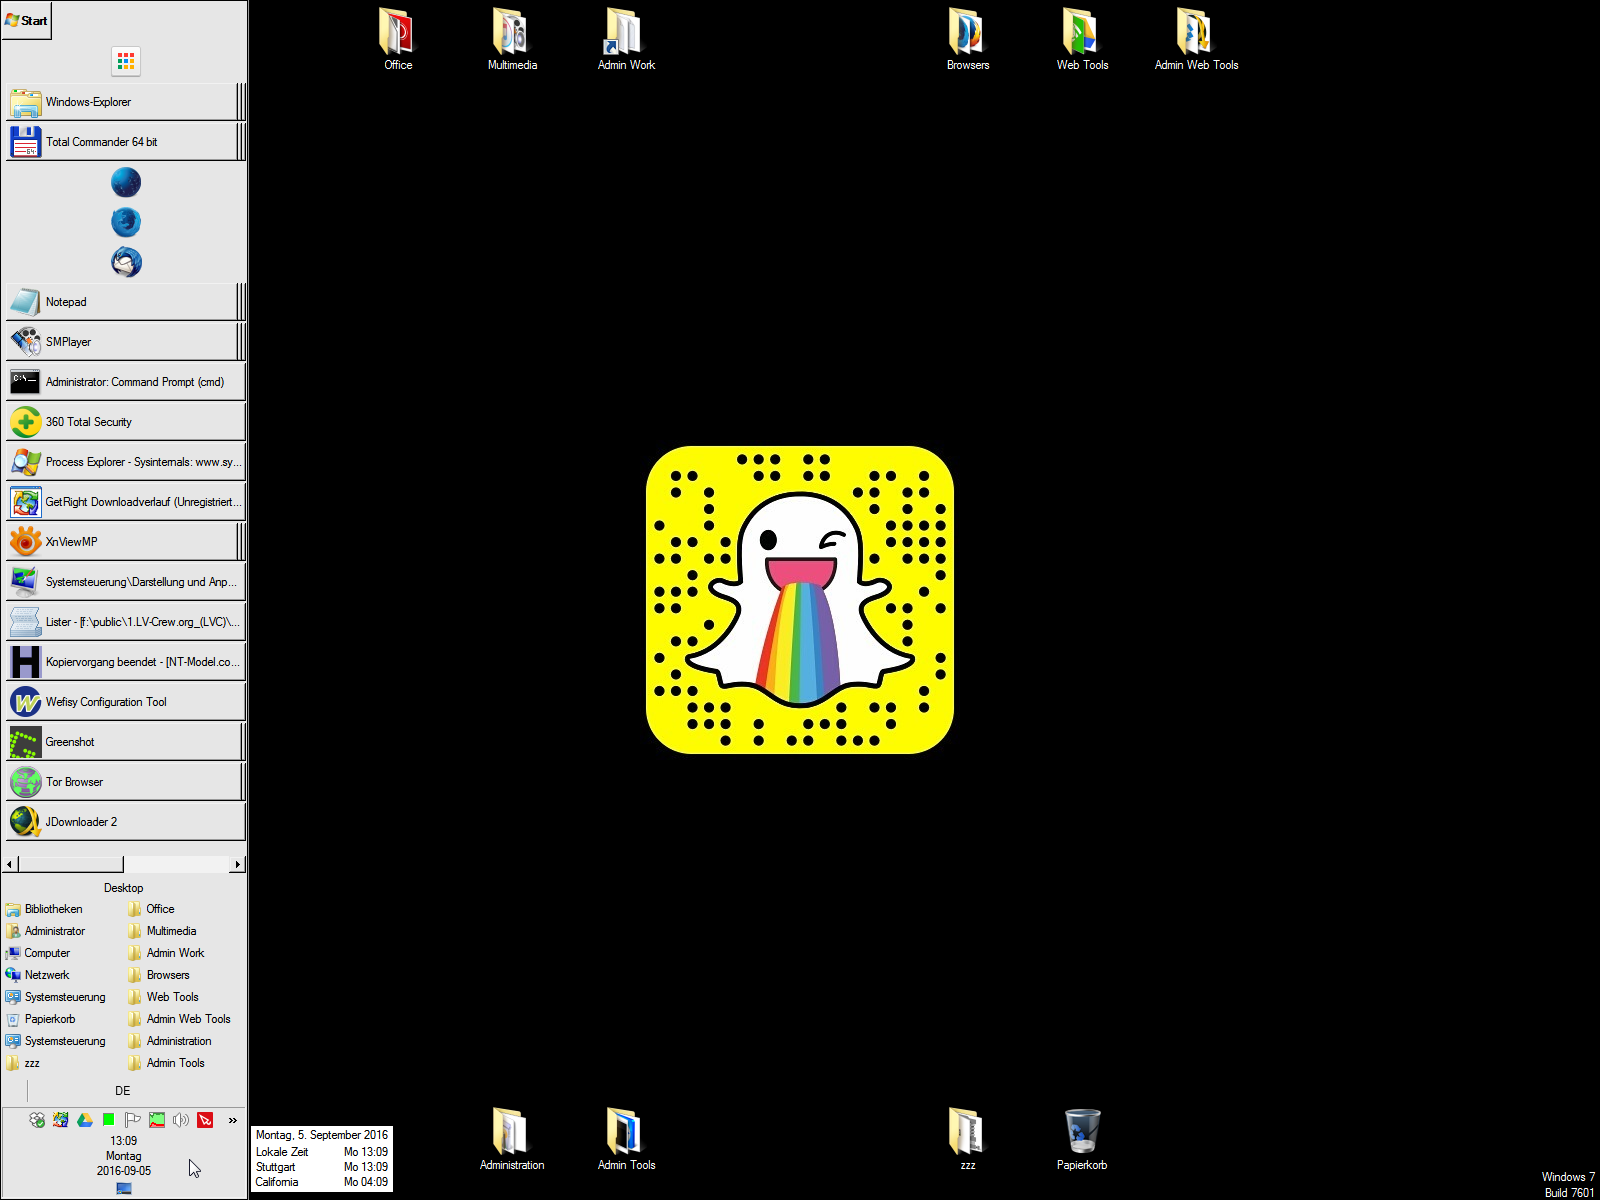 Start
Office
Multimedia
Admin Work
Browsers
Web Tools
Admin Web Tools
Windows-Explorer
Total Commander 64 bit
Notepad
SMPlayer
Administrator: Command Prompt (cmd)
360 Total Security
Process Explorer - Sysinternals: www.sy...
GetRight Downloadverlauf (Unregistriert...
XnViewMP
Systemsteuerung\Darstellung und Anp...
Lister - [f:\public\1.LV-Crew.org_(LVC)\...
Kopiervorgang beendet - [NT-Model.co...
Wefisy Configuration Tool
Greenshot
Tor Browser
JDownloader 2
Desktop
Bibliotheken
Office
Administrator
Multimedia
Computer
Admin Work
Netzwerk
Browsers
Systemsteuerung
Web Tools
Papierkorb
Admin Web Tools
Systemsteuerung
Administration
zzz
Admin Tools
DE
»
13:09
Montag
2016-09-05
Montag, 5. September 2016
Lokale Zeit Mo 13:09
Stuttgart Mo 13:09
California Mo 04:09
Administration
Admin Tools
zzz
Papierkorb
Windows 7
Build 7601